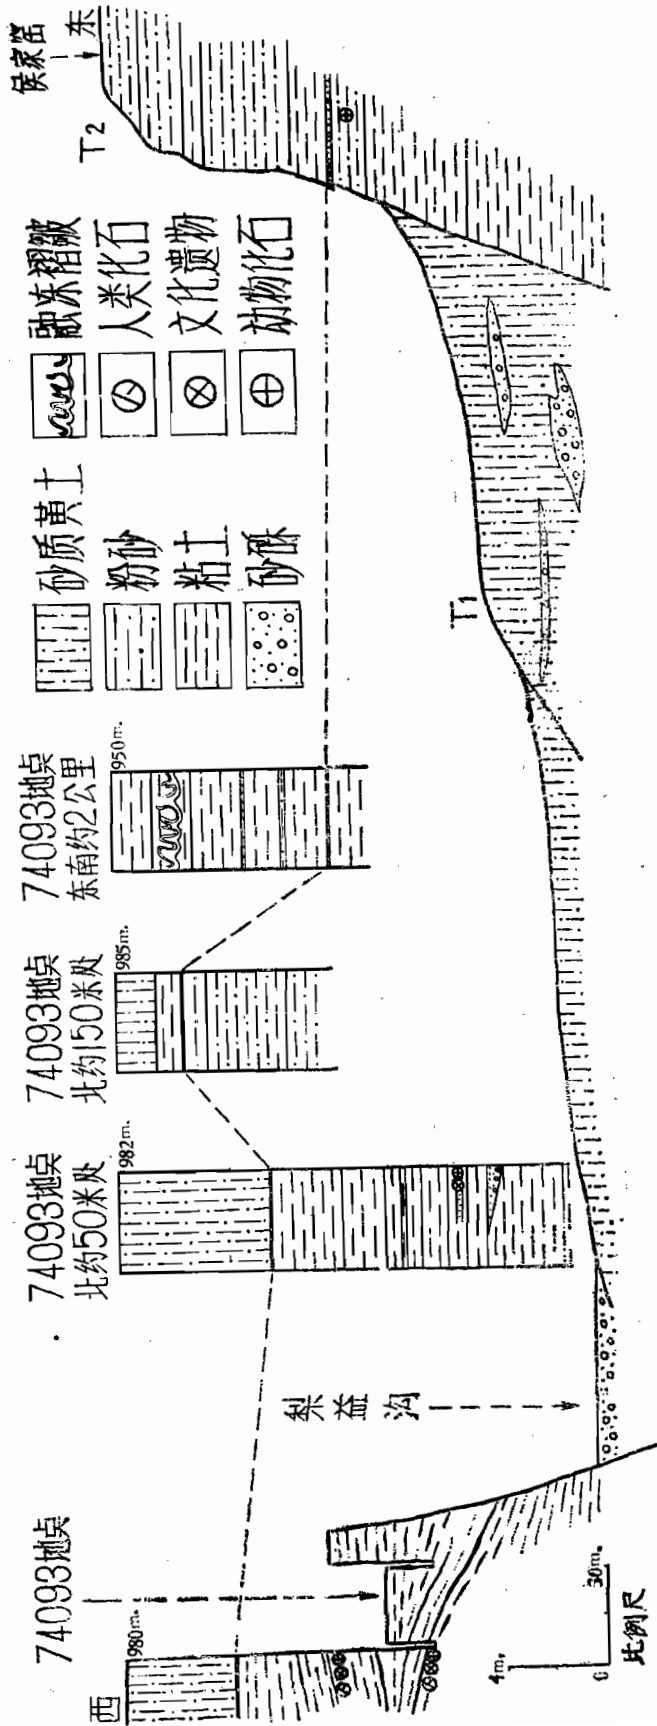 74093地点
74093地点
北约50米处
74093地点
北约150米处
74093地点
东南约2公里
西
980m.
982m.
985m.
950m.
砂质黄土
粉砂
粘土
砂砾
融冻褶皱
人类化石
文化遗物
动物化石
侯家窑
东
T2
T1
梨益沟
4m.
0
30m.
比例尺